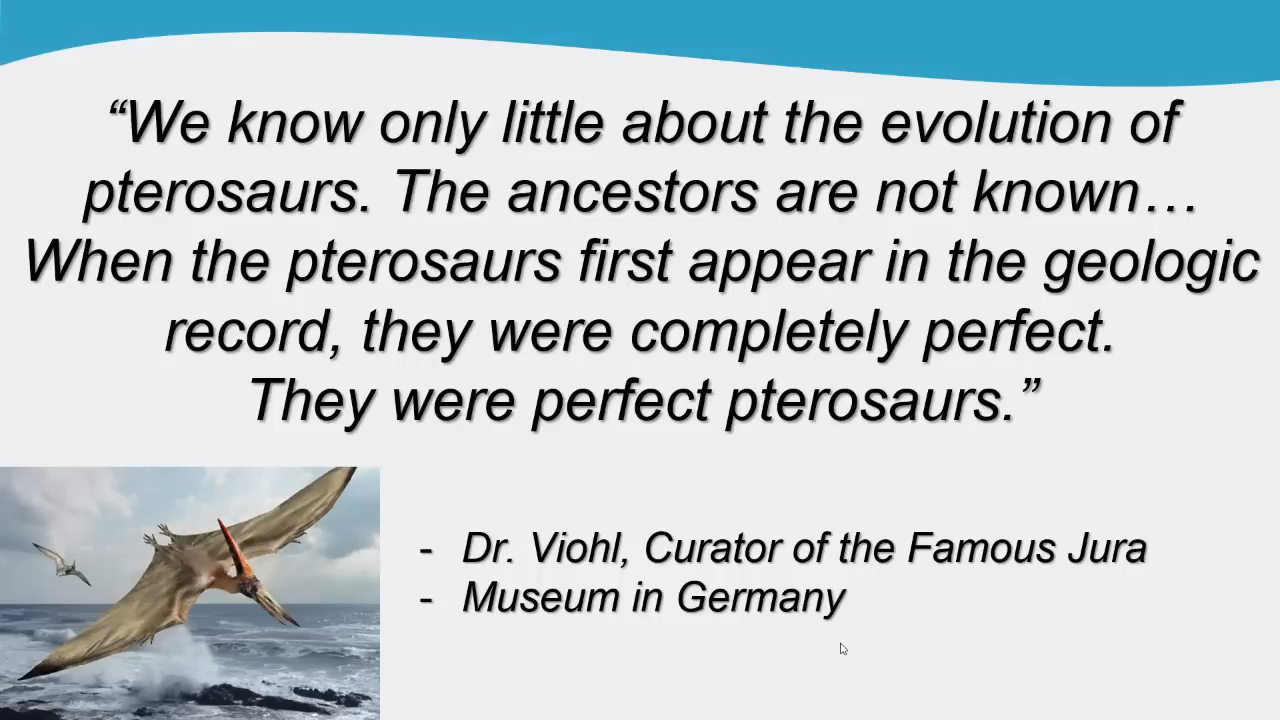 “We know only little about the evolution of
pterosaurs. The ancestors are not known…
When the pterosaurs first appear in the geologic
record, they were completely perfect.
They were perfect pterosaurs.”
- Dr. Viohl, Curator of the Famous Jura
- Museum in Germany